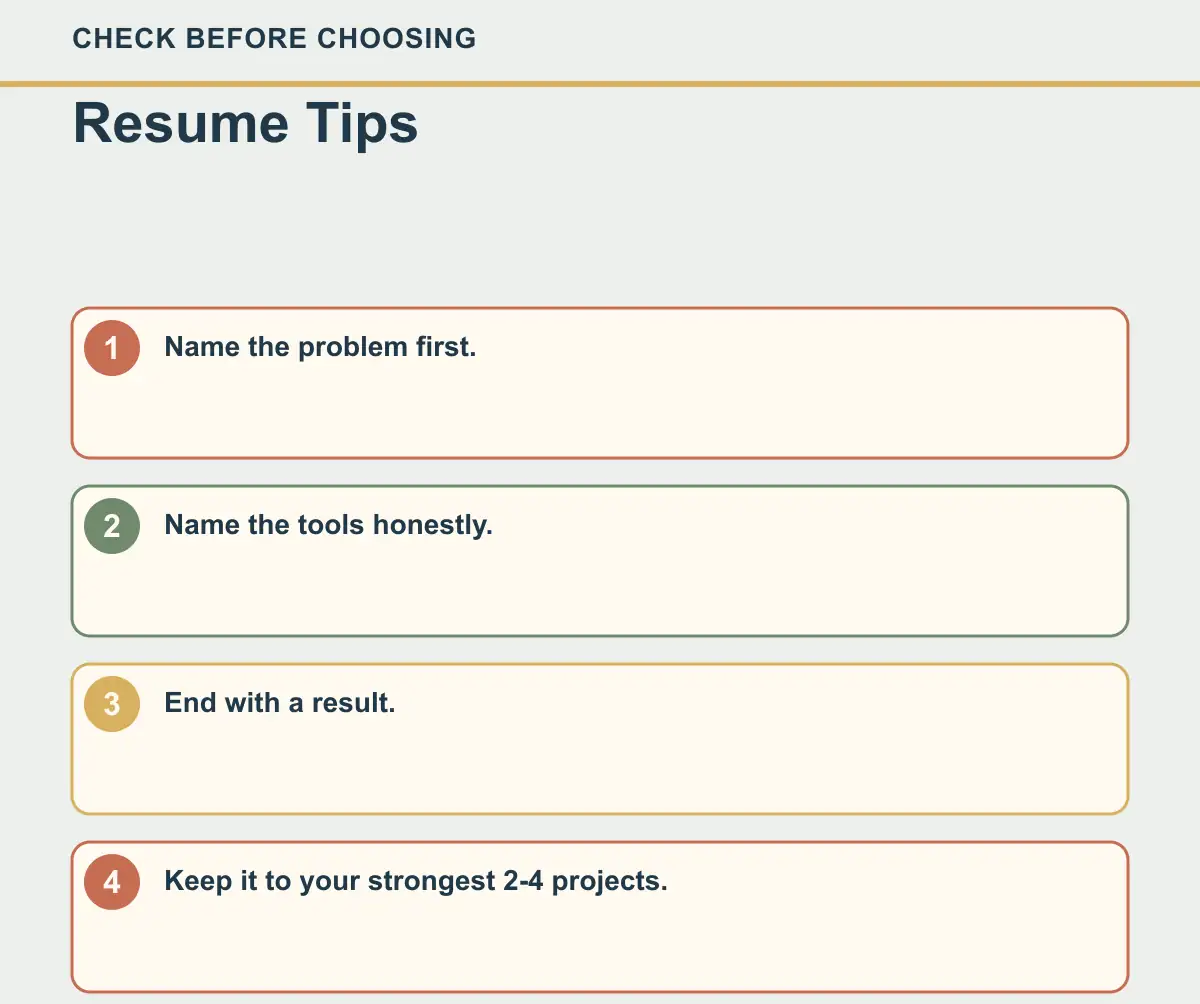 CHECK BEFORE CHOOSING
Resume Tips
1 Name the problem first.
2 Name the tools honestly.
3 End with a result.
4 Keep it to your strongest 2-4 projects.